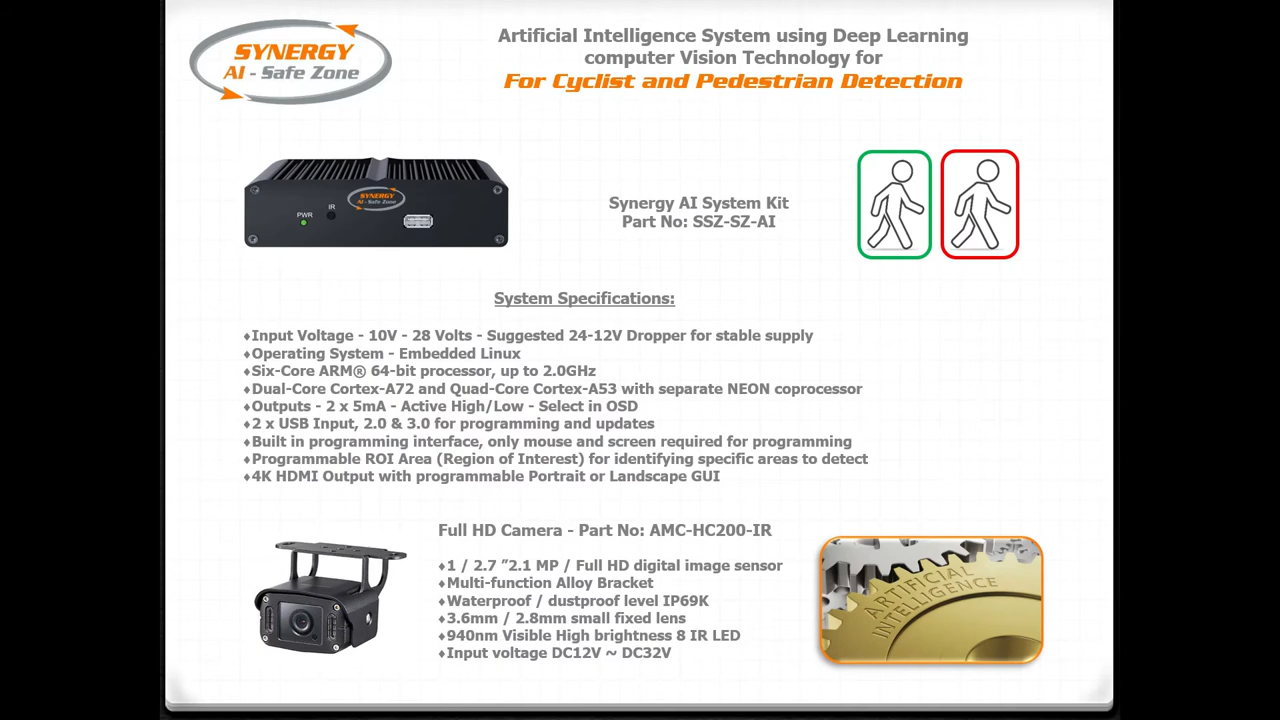 SYNERGY
AI - Safe Zone
Artificial Intelligence System using Deep Learning
computer Vision Technology for
For Cyclist and Pedestrian Detection
SYNERGY
AI - Safe Zone
PWR
IR
Synergy AI System Kit
Part No: SSZ-SZ-AI
System Specifications:
♦Input Voltage - 10V - 28 Volts - Suggested 24-12V Dropper for stable supply
♦Operating System - Embedded Linux
♦Six-Core ARM® 64-bit processor, up to 2.0GHz
♦Dual-Core Cortex-A72 and Quad-Core Cortex-A53 with separate NEON coprocessor
♦Outputs - 2 x 5mA - Active High/Low - Select in OSD
♦2 x USB Input, 2.0 & 3.0 for programming and updates
♦Built in programming interface, only mouse and screen required for programming
♦Programmable ROI Area (Region of Interest) for identifying specific areas to detect
♦4K HDMI Output with programmable Portrait or Landscape GUI
Full HD Camera - Part No: AMC-HC200-IR
♦1 / 2.7 ″2.1 MP / Full HD digital image sensor
♦Multi-function Alloy Bracket
♦Waterproof / dustproof level IP69K
♦3.6mm / 2.8mm small fixed lens
♦940nm Visible High brightness 8 IR LED
♦Input voltage DC12V ~ DC32V
ARTIFICIAL
INTELLIGENCE